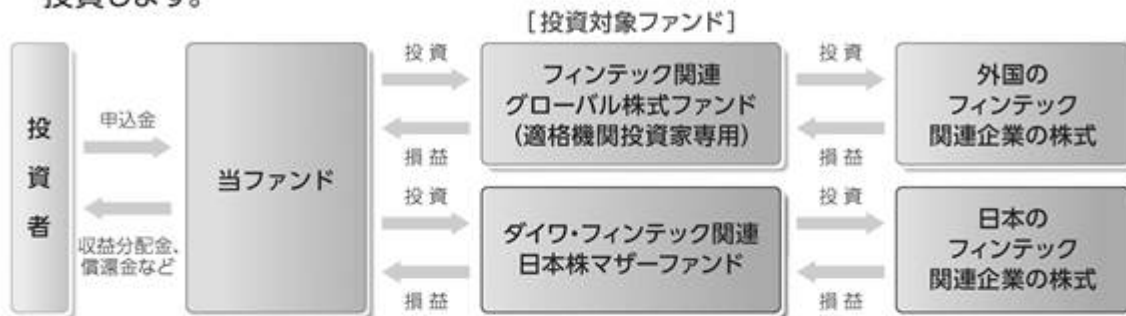 投資します。
[投資対象ファンド]
投資者
申込金
収益分配金、
償還金など
当ファンド
投資
損益
フィンテック関連
グローバル株式ファンド
(適格機関投資家専用)
投資
損益
外国の
フィンテック
関連企業の株式
投資
損益
ダイワ・フィンテック関連
日本株マザーファンド
投資
損益
日本の
フィンテック
関連企業の株式